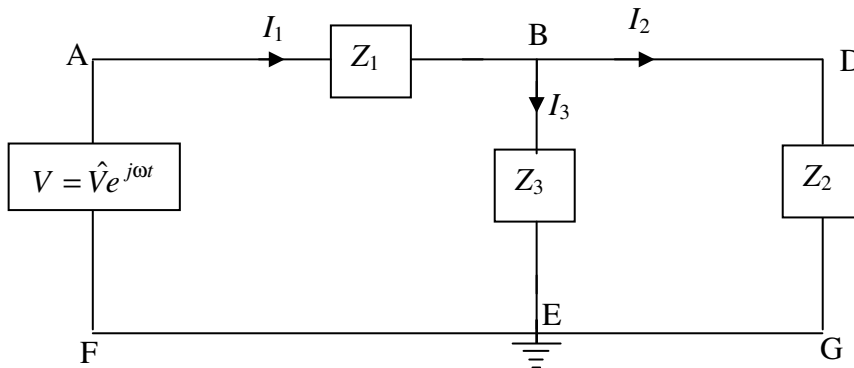 I₁
B
I₂
A
Z₁
D
I₃
V = V̂e^{jωt}
Z₃
Z₂
E
F
G